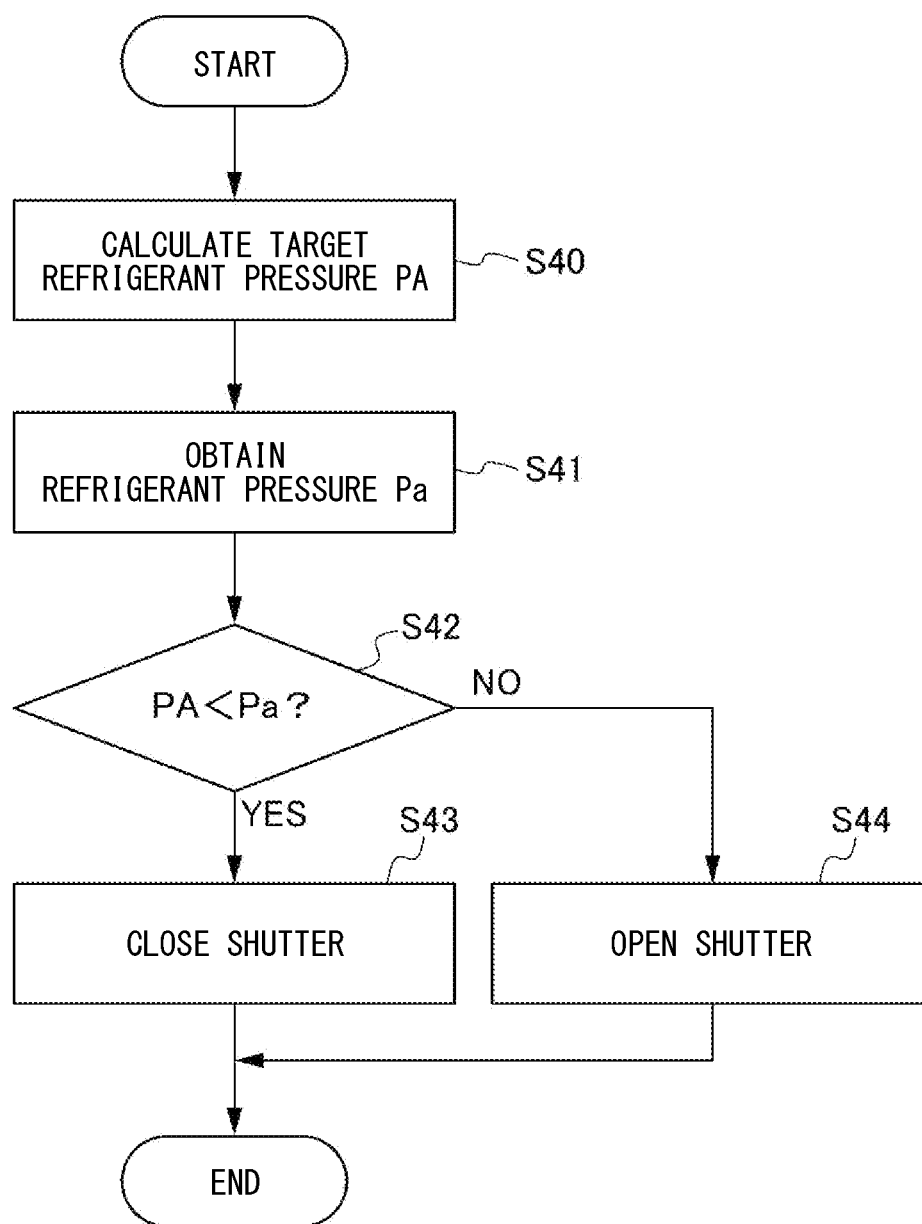 START
CALCULATE TARGET
REFRIGERANT PRESSURE PA
S40
OBTAIN
REFRIGERANT PRESSURE Pa
S41
S42
PA<Pa?
NO
YES
S43
S44
CLOSE SHUTTER
OPEN SHUTTER
END